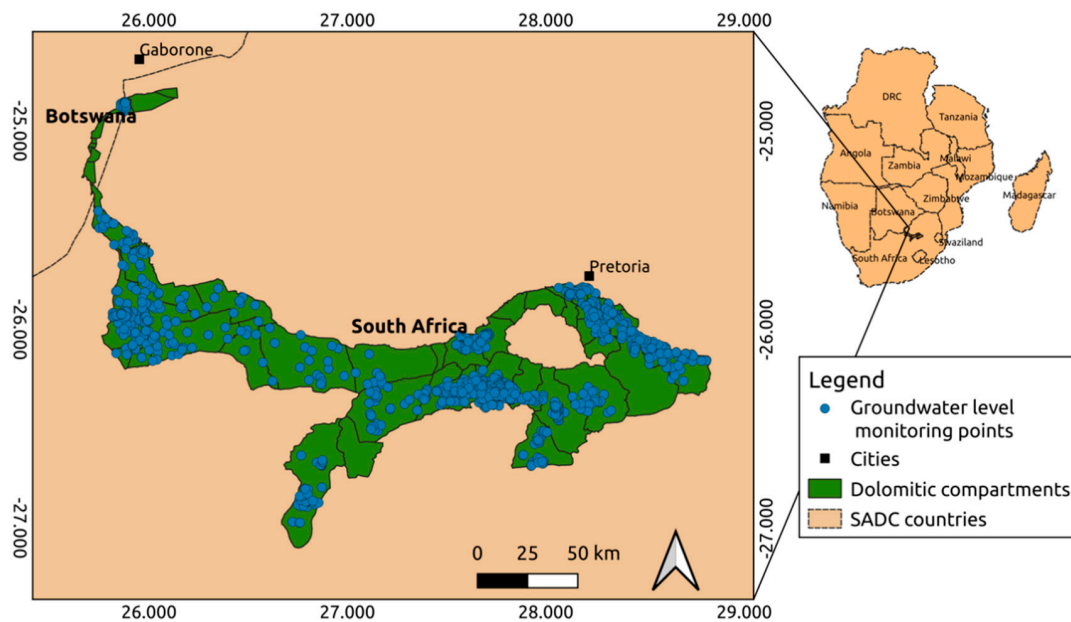 26.000 27.000 28.000 29.000
Gaborone
Botswana
-25.000
-25.000
Pretoria
South Africa
-26.000
-26.000
-27.000
-27.000
0 25 50 km
26.000 27.000 28.000 29.000
DRC
Tanzania
Angola
Malawi
Zambia
Mozambique
Madagascar
Zimbabwe
Namibia
Botswana
Swaziland
South Africa
Lesotho
Legend
Groundwater level
monitoring points
Cities
Dolomitic compartments
SADC countries